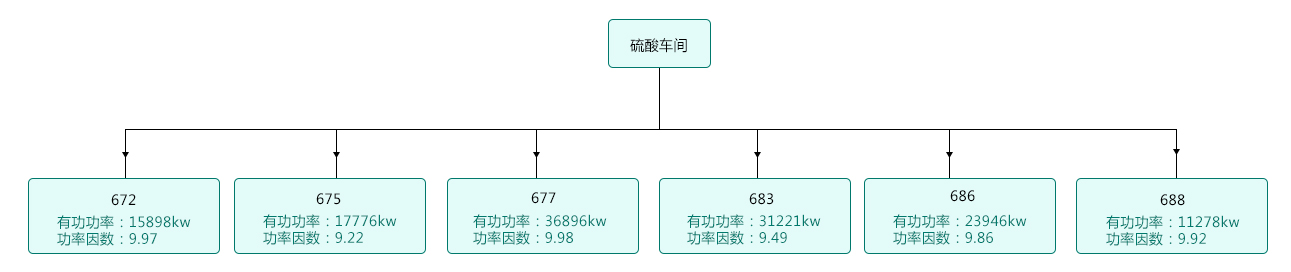 硫酸车间
672
有功功率：15898kw
功率因数：9.97
675
有功功率：17776kw
功率因数：9.22
677
有功功率：36896kw
功率因数：9.98
683
有功功率：31221kw
功率因数：9.49
686
有功功率：23946kw
功率因数：9.86
688
有功功率：11278kw
功率因数：9.92